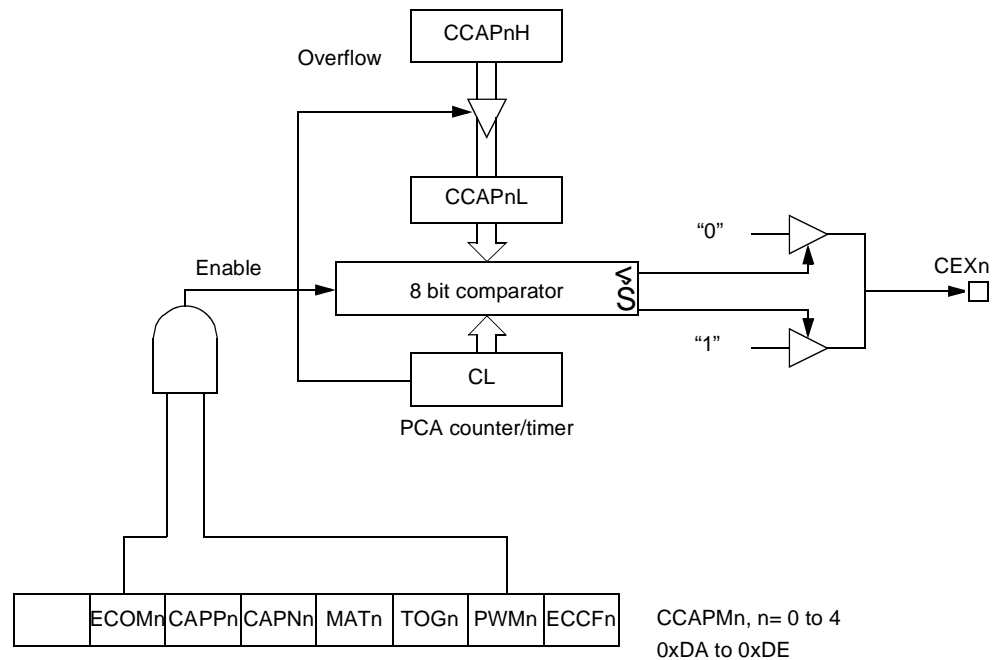 CCAPnH
Overflow
CCAPnL
“0”
Enable
8 bit comparator
<
S
CEXn
“1”
CL
PCA counter/timer
ECOMn CAPPn CAPNn MATn TOGn PWMn ECCFn
CCAPMn, n= 0 to 4
0xDA to 0xDE